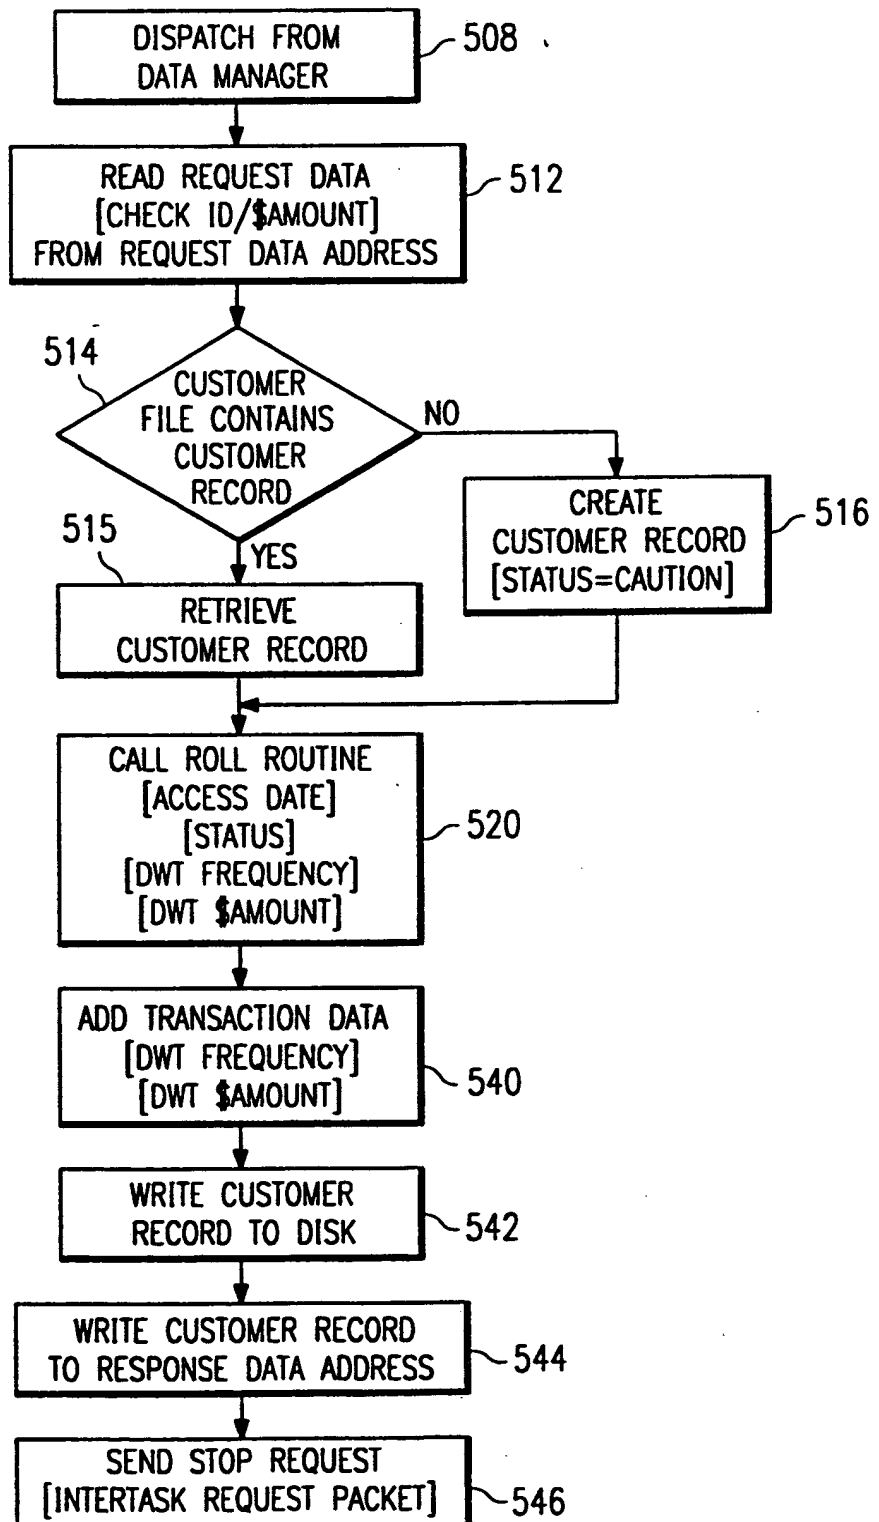 DISPATCH FROM
DATA MANAGER
508
READ REQUEST DATA
[CHECK ID/$AMOUNT]
FROM REQUEST DATA ADDRESS
512
514
CUSTOMER
FILE CONTAINS
CUSTOMER
RECORD
NO
YES
CREATE
CUSTOMER RECORD
[STATUS=CAUTION]
516
515
RETRIEVE
CUSTOMER RECORD
CALL ROLL ROUTINE
[ACCESS DATE]
[STATUS]
[DWT FREQUENCY]
[DWT $AMOUNT]
520
ADD TRANSACTION DATA
[DWT FREQUENCY]
[DWT $AMOUNT]
540
WRITE CUSTOMER
RECORD TO DISK
542
WRITE CUSTOMER RECORD
TO RESPONSE DATA ADDRESS
544
SEND STOP REQUEST
[INTERTASK REQUEST PACKET]
546